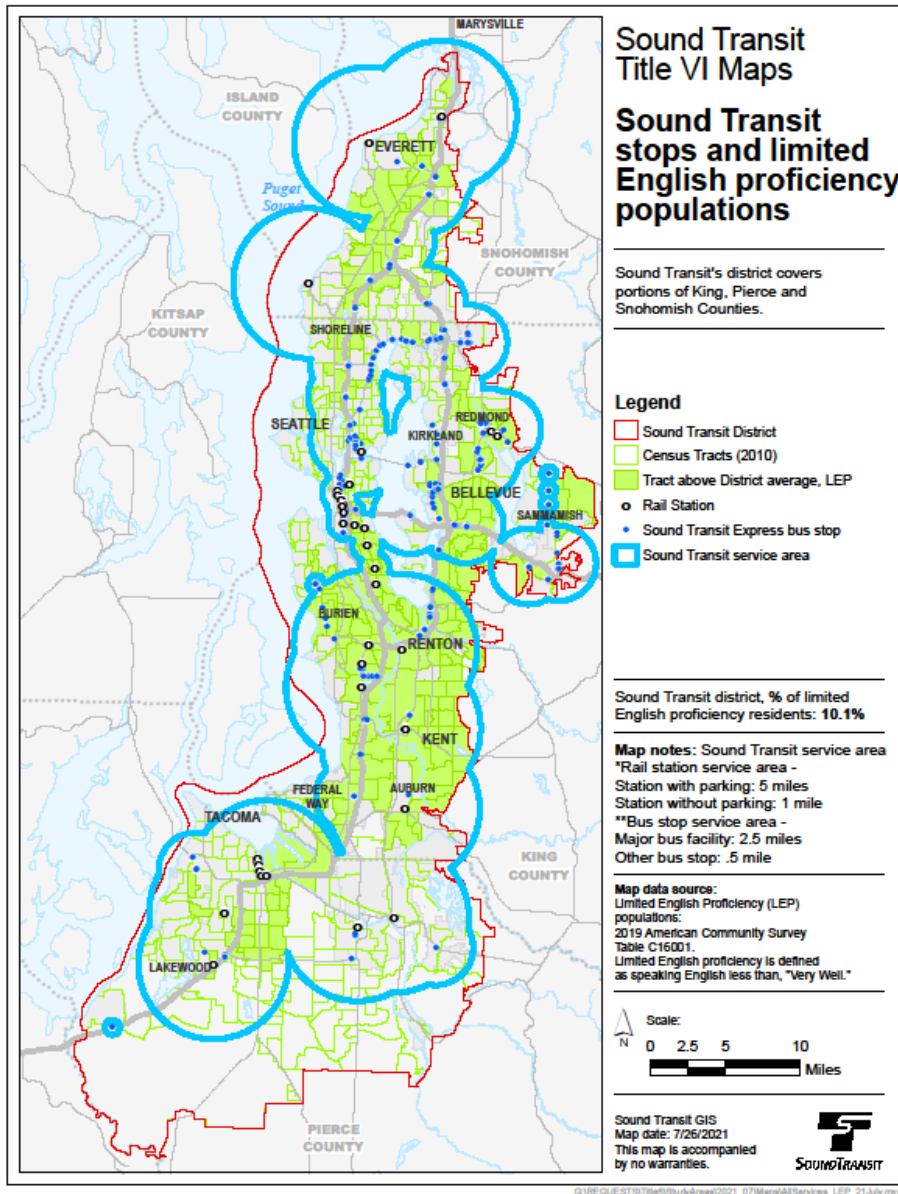 MARYSVILLE
ISLAND
COUNTY
EVERETT
Puget
Sound
SNOHOMISH
COUNTY
KITSAP
COUNTY
SHORELINE
SEATTLE
REDMOND
KIRKLAND
BELLEVUE
SAMMAMISH
BURIEN
RENTON
KENT
FEDERAL
WAY
AUBURN
TACOMA
KING
COUNTY
LAKEWOOD
PIERCE
COUNTY
Sound Transit
Title VI Maps
Sound Transit
stops and limited
English proficiency
populations
Sound Transit's district covers
portions of King, Pierce and
Snohomish Counties.
Legend
Sound Transit District
Census Tracts (2010)
Tract above District average, LEP
Rail Station
Sound Transit Express bus stop
Sound Transit service area
Sound Transit district, % of limited
English proficiency residents: 10.1%
Map notes: Sound Transit service area
*Rail station service area -
Station with parking: 5 miles
Station without parking: 1 mile
**Bus stop service area -
Major bus facility: 2.5 miles
Other bus stop: .5 mile
Map data source:
Limited English Proficiency (LEP)
populations:
2019 American Community Survey
Table C16001.
Limited English proficiency is defined
as speaking English less than, "Very Well."
N
Scale:
0 2.5 5 10
Miles
Sound Transit GIS
Map date: 7/26/2021
This map is accompanied
by no warranties.
SOUNDTRANSIT